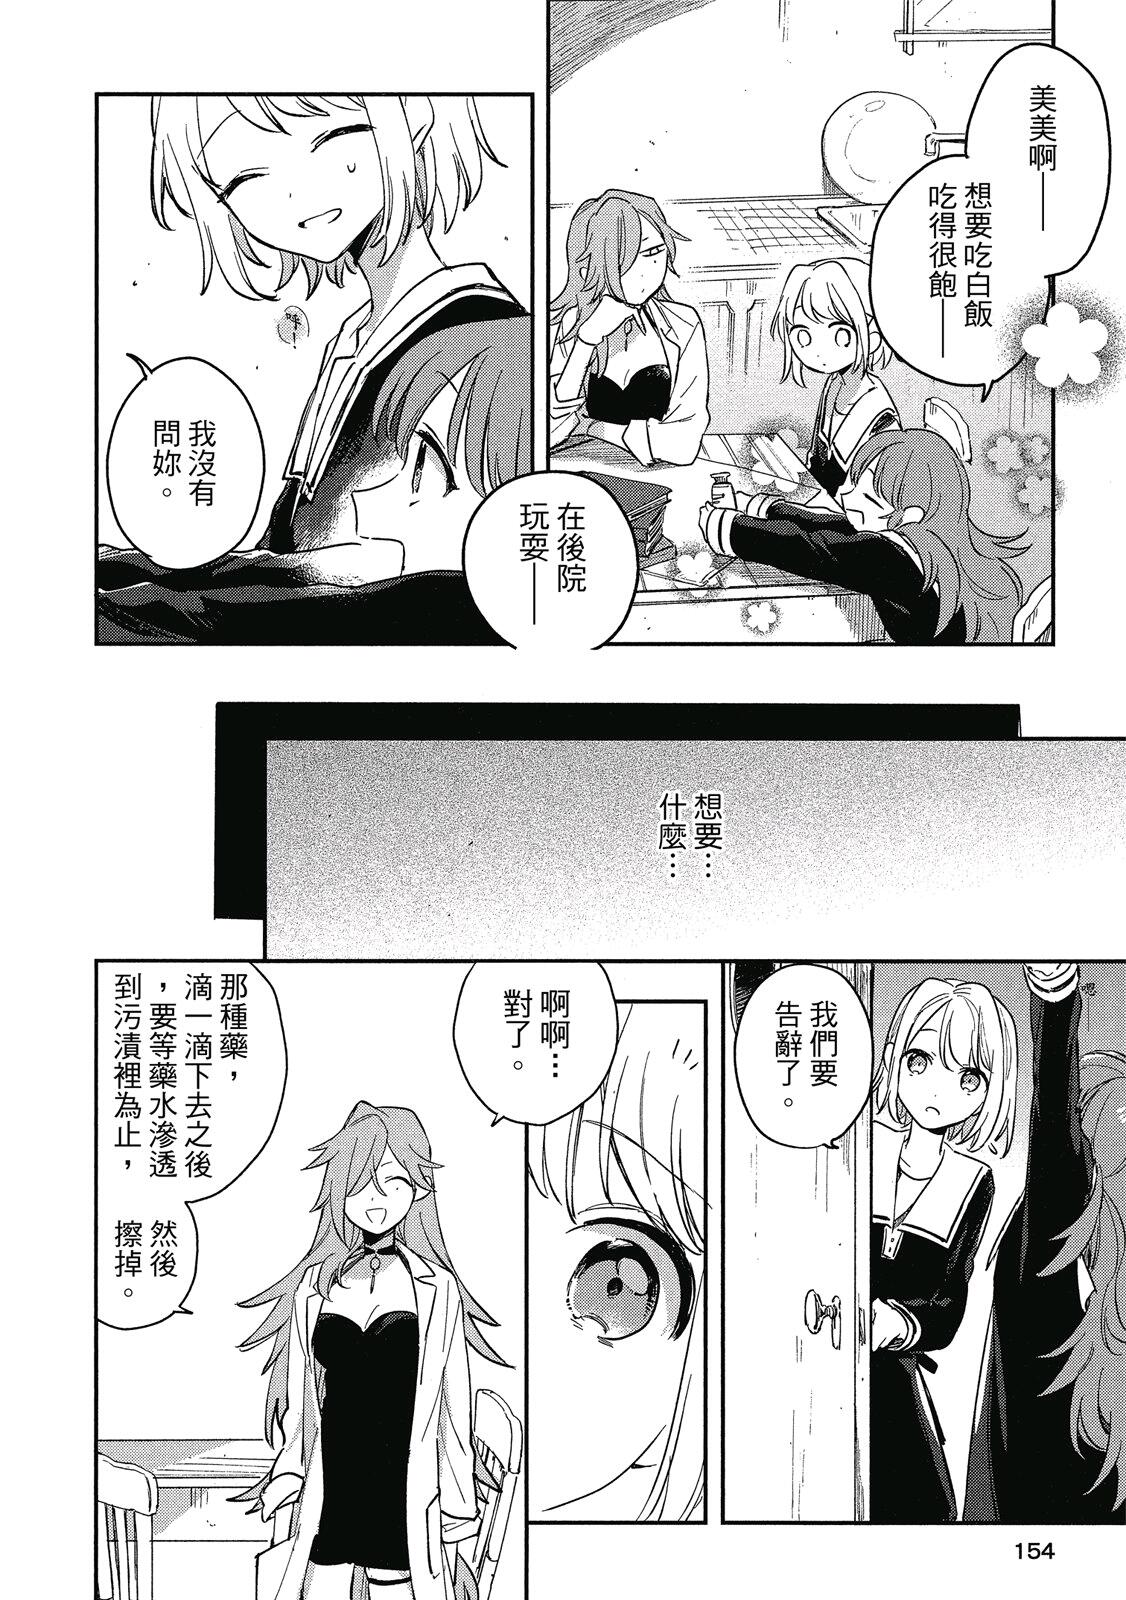 美美啊──
想要吃白飯
吃得很飽──
在後院
玩耍──
我沒有
問妳。
想要…
什麼…
嗯
我們要
告辭了。
啊啊…
對了。
那種藥，
滴一滴下去之後
，要等藥水滲透
到污漬裡為止，
然後
擦掉。
154